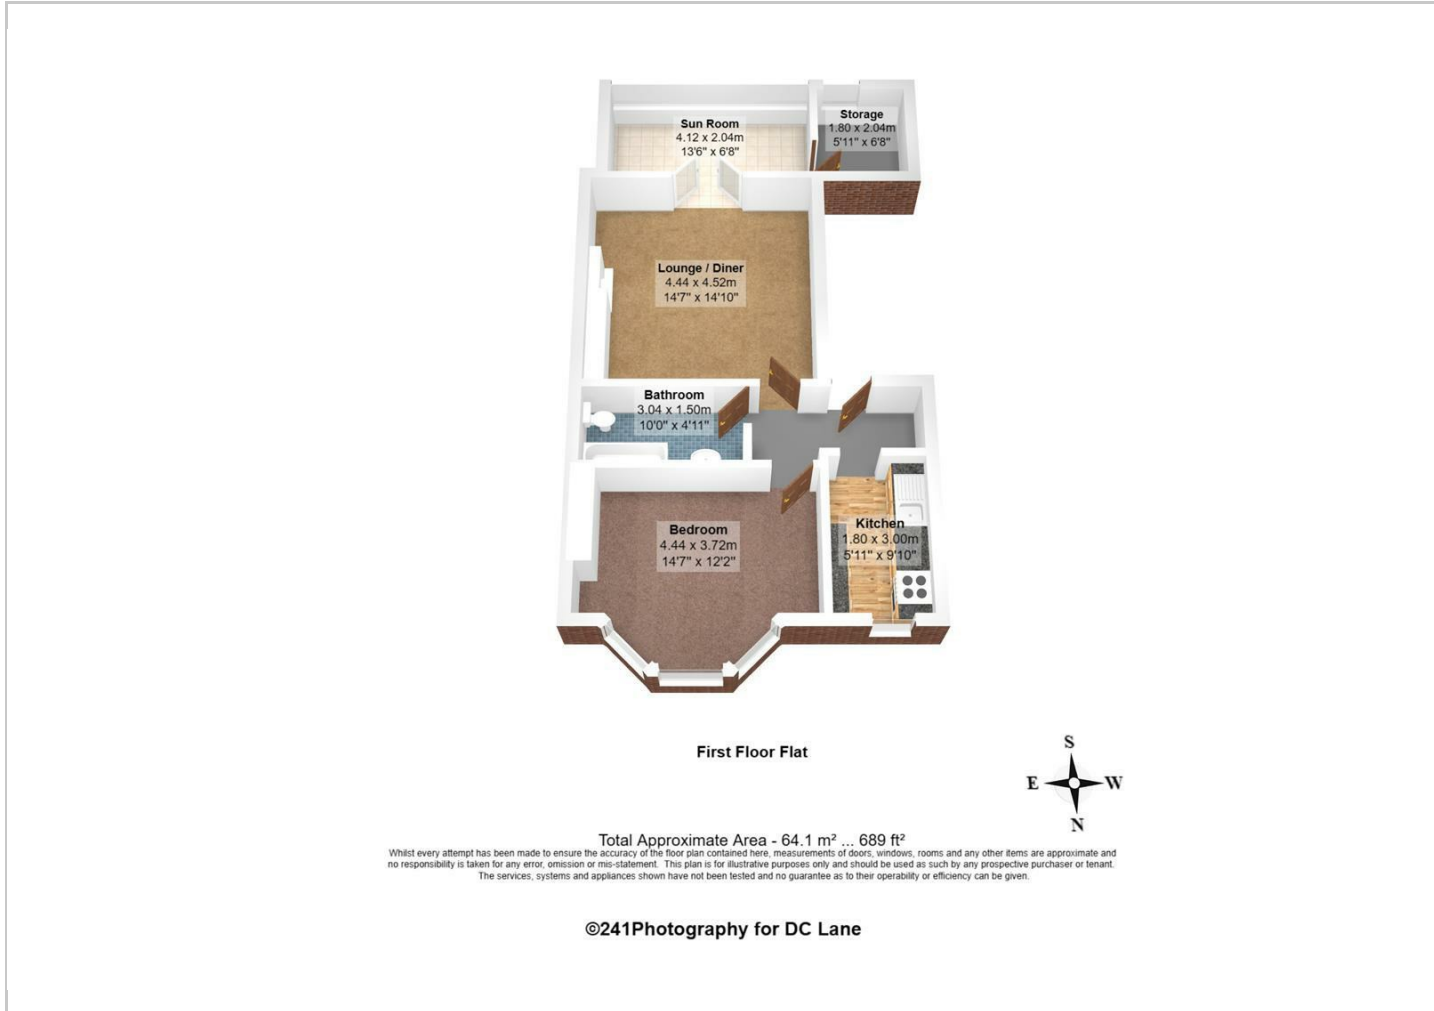 Sun Room
4.12 x 2.04m
13'6" x 6'8"
Storage
1.80 x 2.04m
5'11" x 6'8"
Lounge / Diner
4.44 x 4.52m
14'7" x 14'10"
Bathroom
3.04 x 1.50m
10'0" x 4'11"
Bedroom
4.44 x 3.72m
14'7" x 12'2"
Kitchen
1.80 x 3.00m
5'11" x 9'10"
First Floor Flat
S
E W
N
Total Approximate Area - 64.1 m² ... 689 ft²
Whilst every attempt has been made to ensure the accuracy of the floor plan contained here, measurements of doors, windows, rooms and any other items are approximate and
no responsibility is taken for any error, omission or mis-statement. This plan is for illustrative purposes only and should be used as such by any prospective purchaser or tenant.
The services, systems and appliances shown have not been tested and no guarantee as to their operability or efficiency can be given.
©241Photography for DC Lane